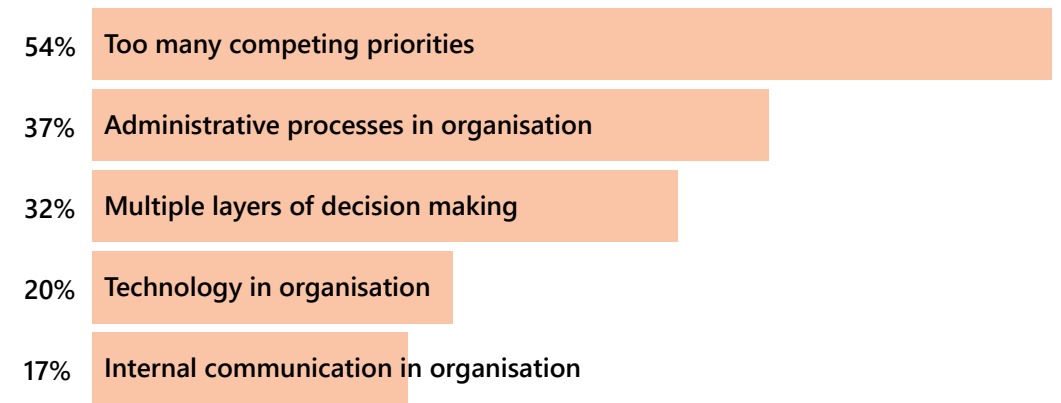 54% Too many competing priorities
37% Administrative processes in organisation
32% Multiple layers of decision making
20% Technology in organisation
17% Internal communication in organisation